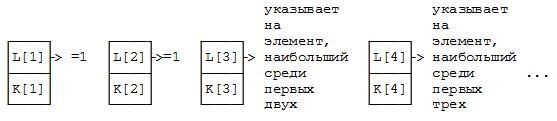 указывает указывает
на на
элемент, элемент,
L[1] -> =1 L[2] ->=1 L[3] -> наибольший L[4] -> наибольший
среди среди ...
K[1] K[2] K[3] первых K[4] первых
двух трех